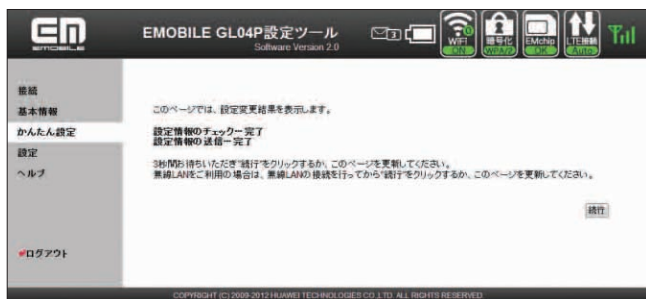 EM
EMOBILE
EMOBILE GL04P設定ツール
Software Version 2.0
3
WiFi
ON
暗号化
WPA/2
EMchip
OK
LTE接続
Auto
接続
基本情報
かんたん設定
設定
ヘルプ
ログアウト
このページでは、設定変更結果を表示します。
設定情報のチェックー完了
設定情報の送信ー完了
3秒間お待ちいただき"続行"をクリックするか、このページを更新してください。
無線LANをご利用の場合は、無線LANの接続を行ってから"続行"をクリックするか、このページを更新してください。
続行
COPYRIGHT (C) 2009-2012 HUAWEI TECHNOLOGIES CO.,LTD. ALL RIGHTS RESERVED.